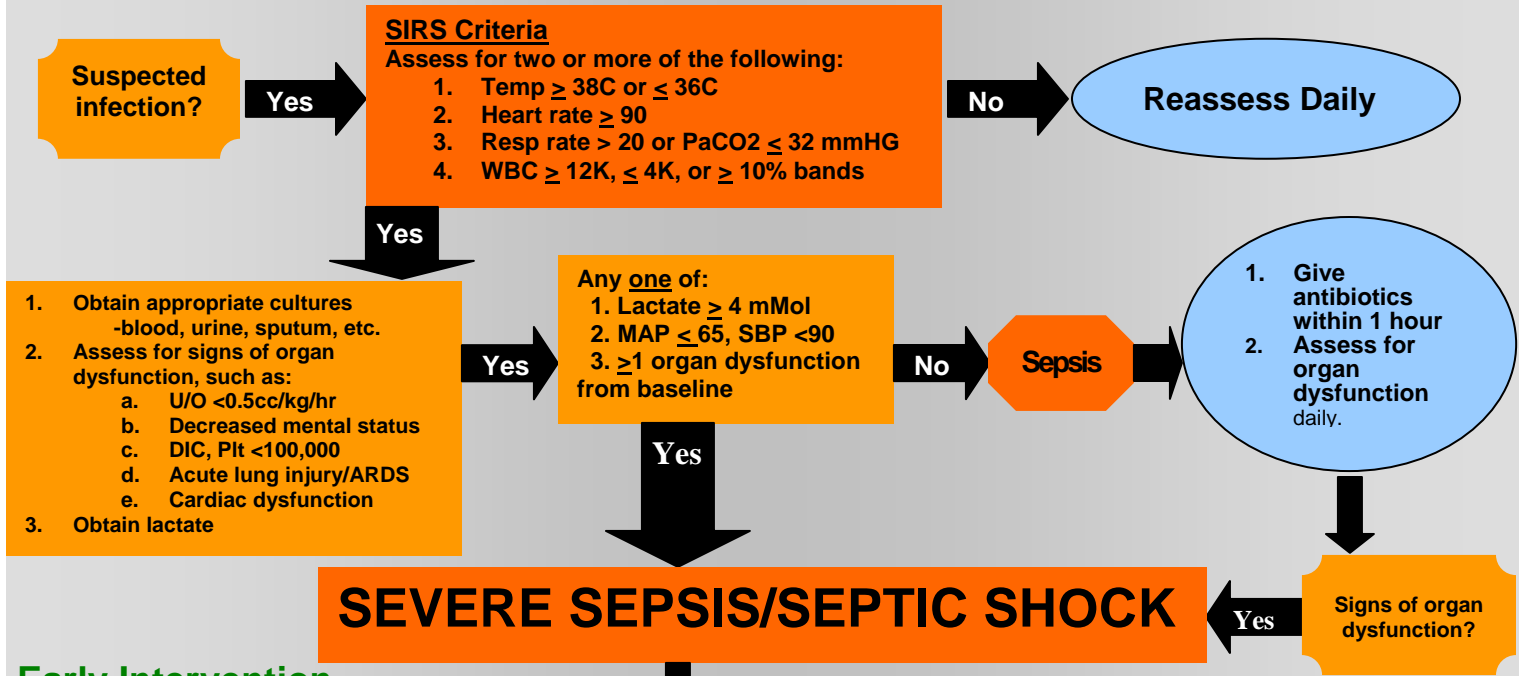 Suspected
infection?
Yes
SIRS Criteria
Assess for two or more of the following:
1. Temp ≥ 38C or ≤ 36C
2. Heart rate ≥ 90
3. Resp rate > 20 or PaCO2 ≤ 32 mmHG
4. WBC ≥ 12K, ≤ 4K, or ≥ 10% bands
No
Reassess Daily
Yes
1. Obtain appropriate cultures
-blood, urine, sputum, etc.
2. Assess for signs of organ
dysfunction, such as:
a. U/O <0.5cc/kg/hr
b. Decreased mental status
c. DIC, Plt <100,000
d. Acute lung injury/ARDS
e. Cardiac dysfunction
3. Obtain lactate
Yes
Any one of:
1. Lactate ≥ 4 mMol
2. MAP ≤ 65, SBP <90
3. ≥1 organ dysfunction
from baseline
No
Sepsis
1. Give
antibiotics
within 1 hour
2. Assess for
organ
dysfunction
daily.
Yes
SEVERE SEPSIS/SEPTIC SHOCK
Yes
Signs of organ
dysfunction?
Early Intervention